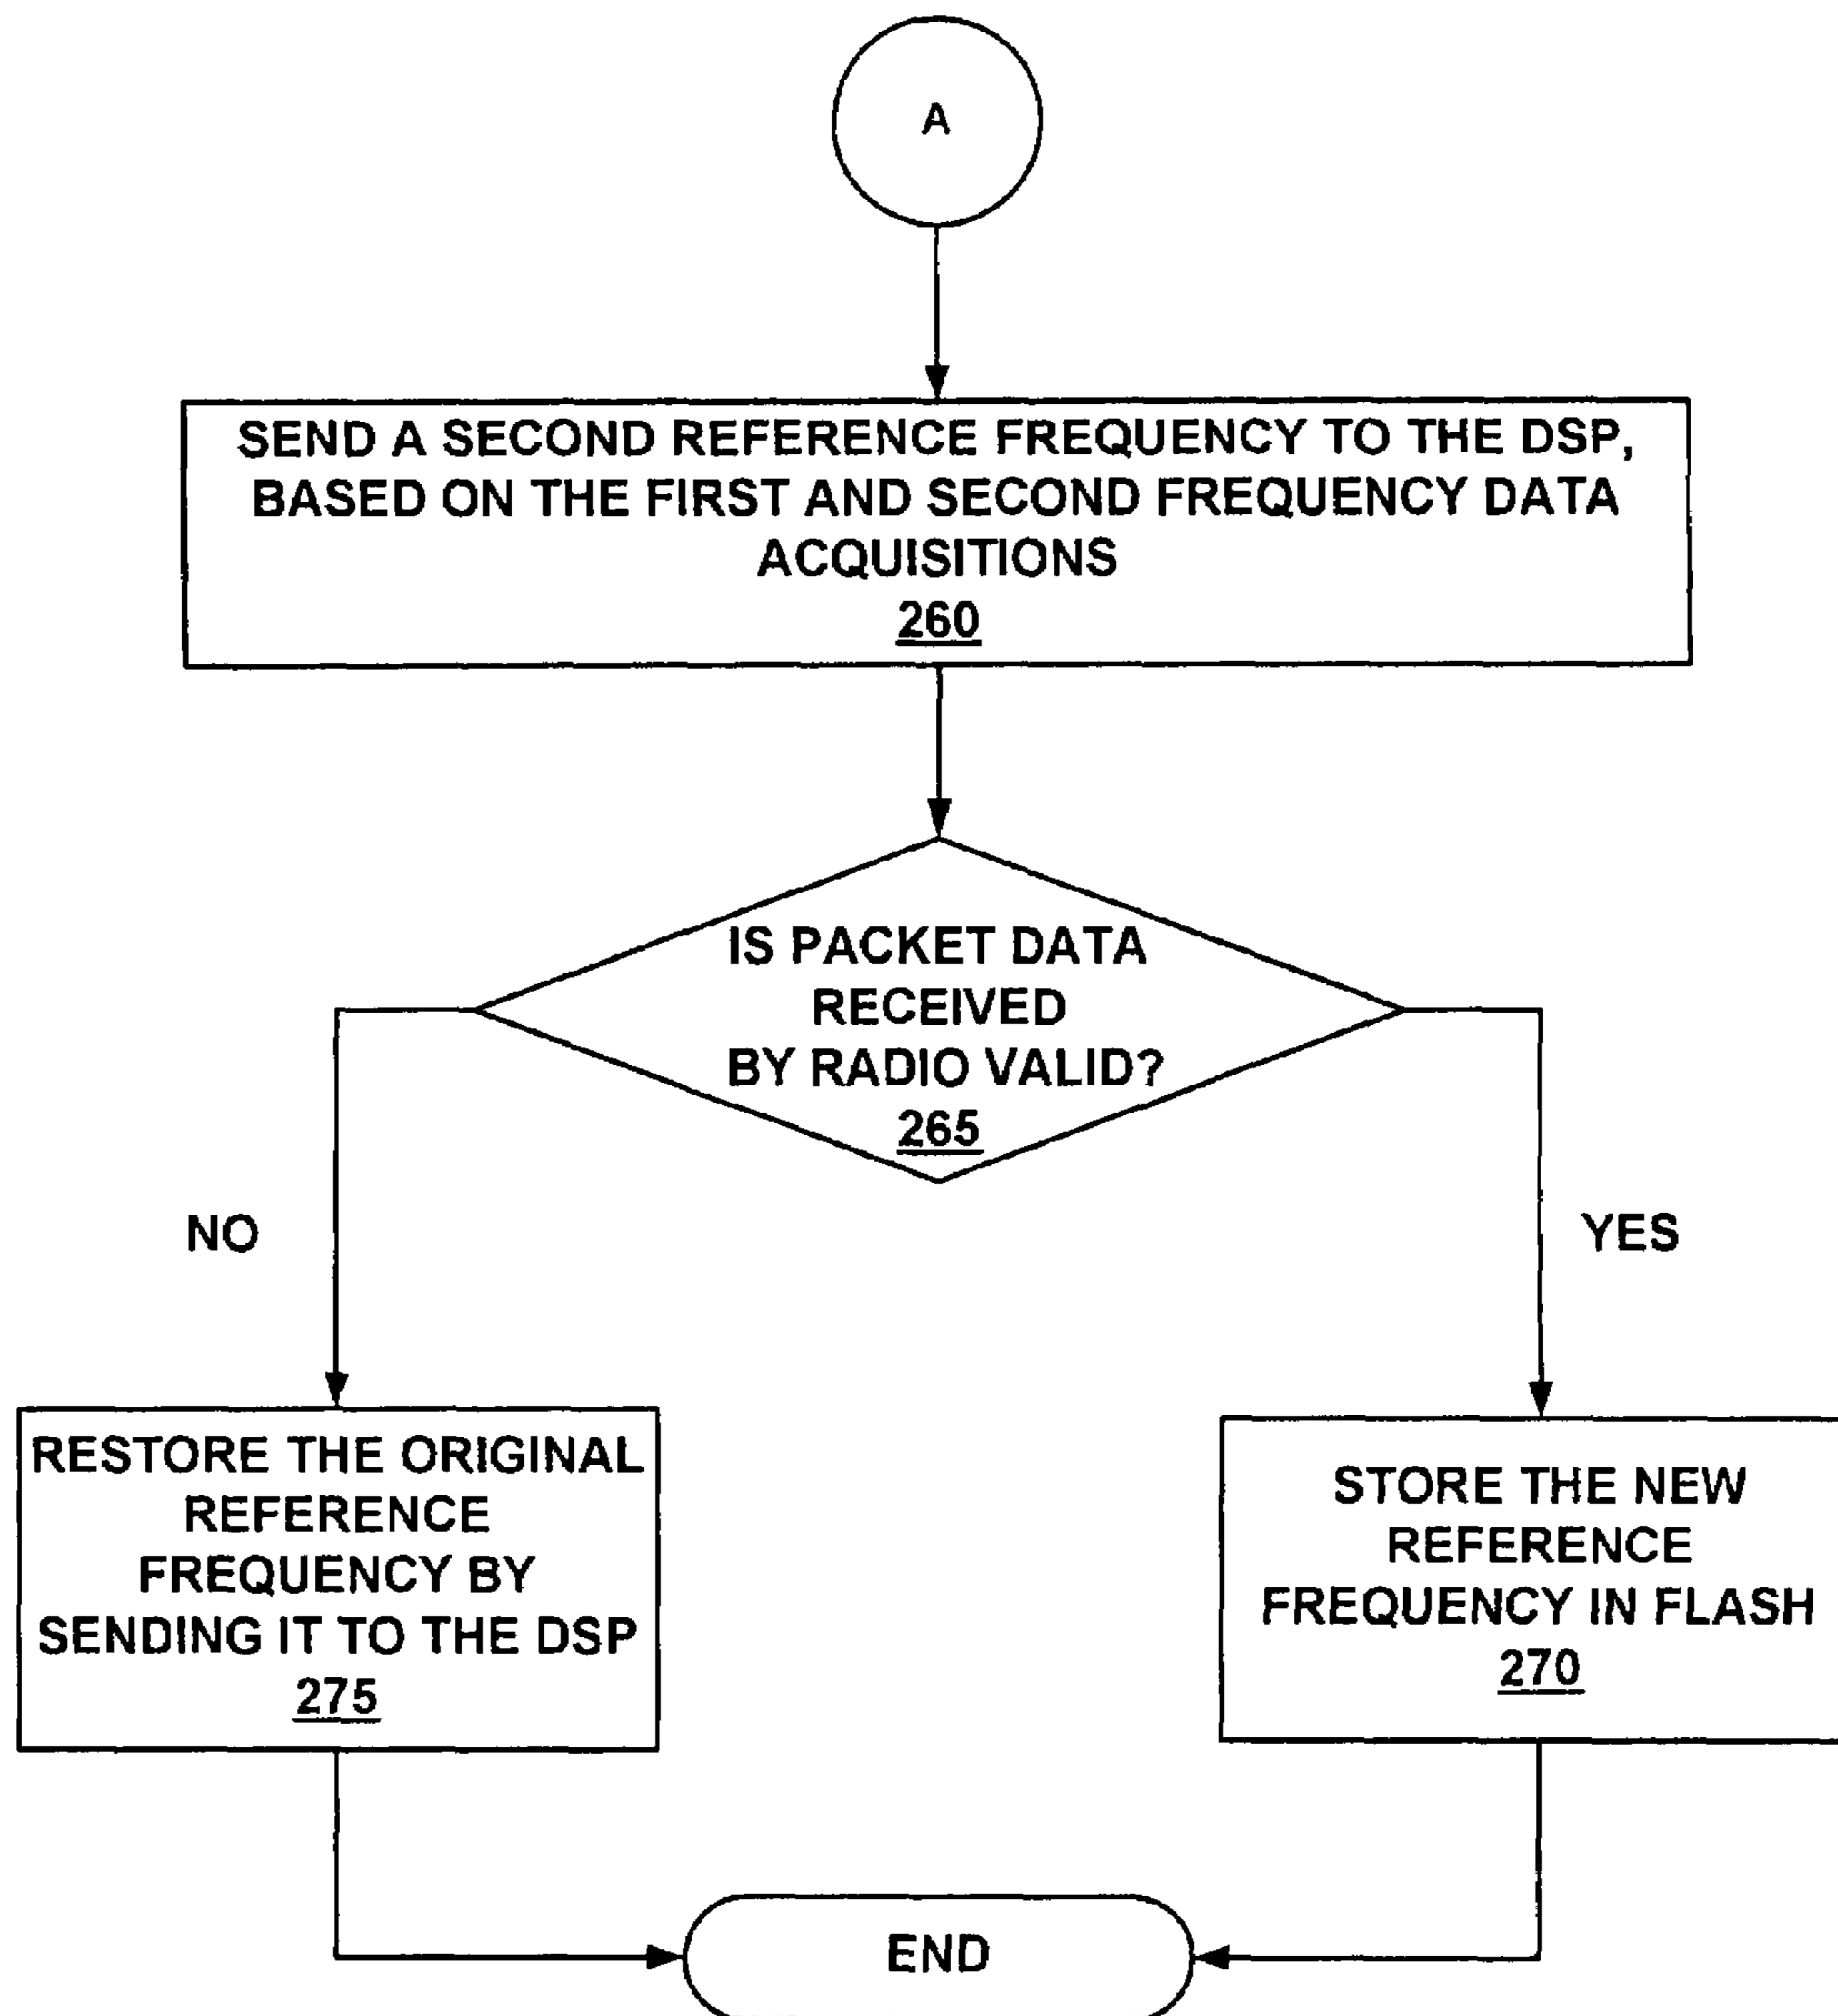 A
SEND A SECOND REFERENCE FREQUENCY TO THE DSP,
BASED ON THE FIRST AND SECOND FREQUENCY DATA
ACQUISITIONS
260
IS PACKET DATA
RECEIVED
BY RADIO VALID?
265
NO
YES
RESTORE THE ORIGINAL
REFERENCE
FREQUENCY BY
SENDING IT TO THE DSP
275
STORE THE NEW
REFERENCE
FREQUENCY IN FLASH
270
END